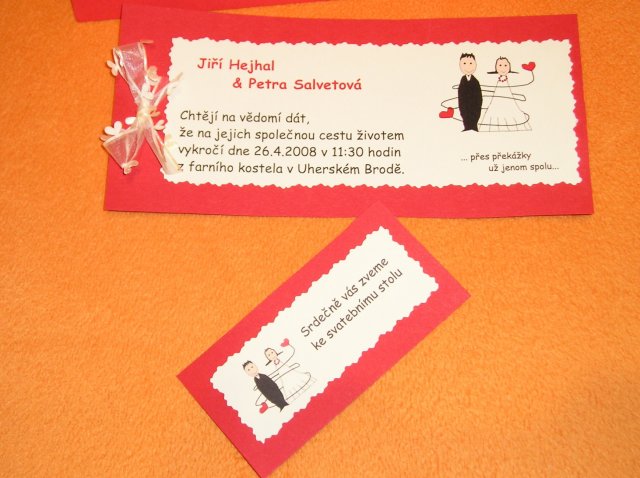 Jiří Hejhal
& Petra Salvetová
Chtějí na vědomí dát,
že na jejich společnou cestu životem
vykročí dne 26.4.2008 v 11:30 hodin
z farního kostela v Uherském Brodě.
... přes překážky
už jenom spolu...
Srdečně vás zveme
ke svatebnímu stolu